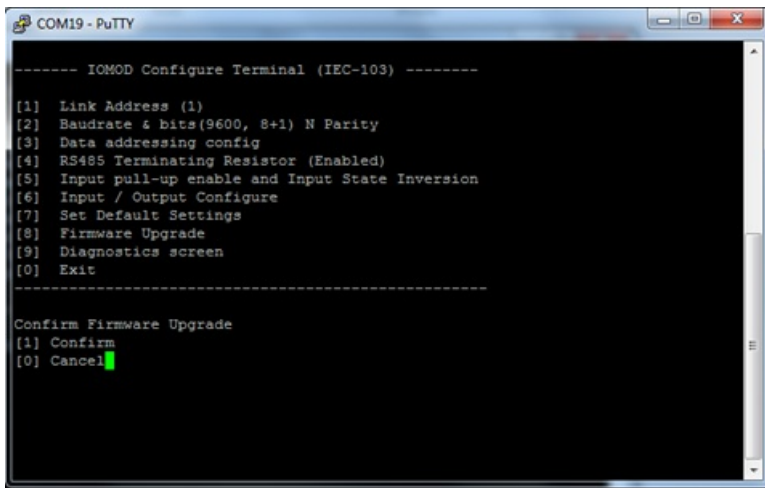 COM19 - PuTTY
------- IOMOD Configure Terminal (IEC-103) --------
[1] Link Address (1)
[2] Baudrate & bits(9600, 8+1) N Parity
[3] Data addressing config
[4] RS485 Terminating Resistor (Enabled)
[5] Input pull-up enable and Input State Inversion
[6] Input / Output Configure
[7] Set Default Settings
[8] Firmware Upgrade
[9] Diagnostics screen
[0] Exit
----------------------------------------------------
Confirm Firmware Upgrade
[1] Confirm
[0] Cancel